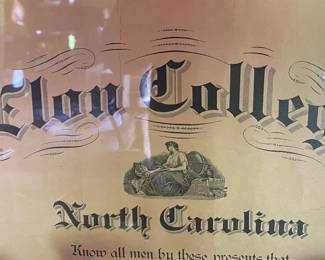 Elon Colleg
North Carolina
Know all men by these presents that